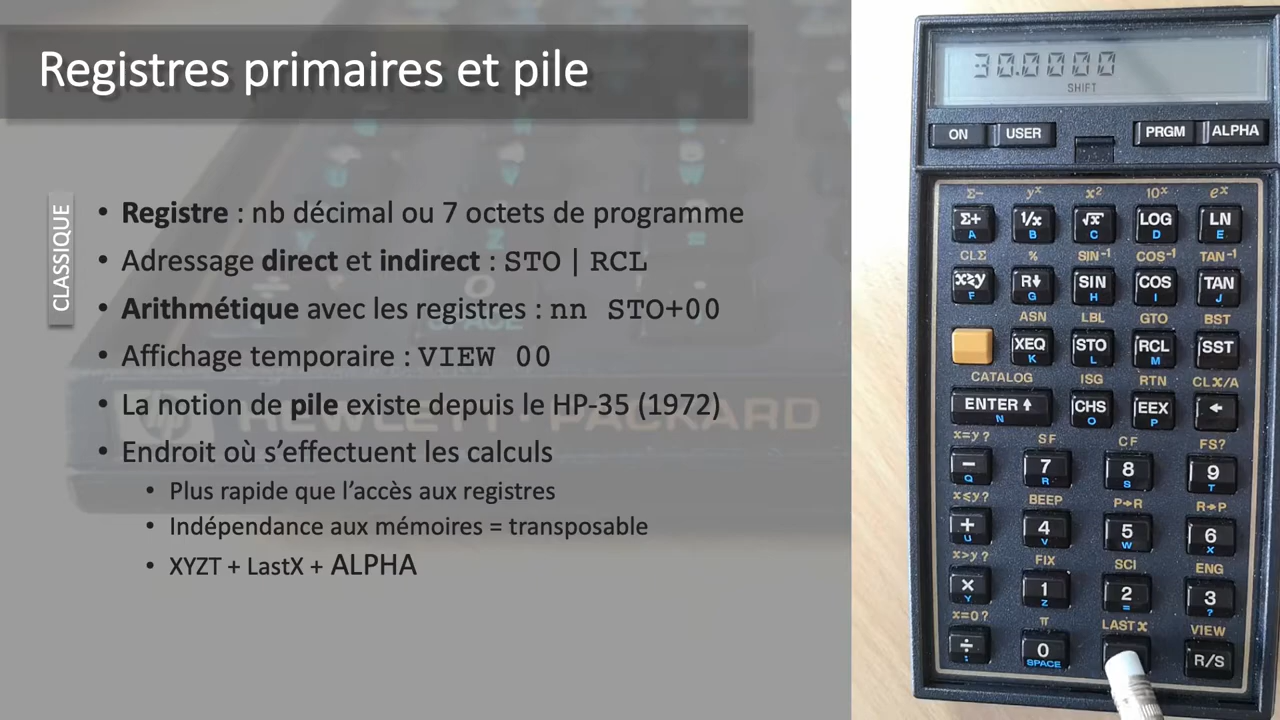 Registres primaires et pile
CLASSIQUE
• Registre : nb décimal ou 7 octets de programme
• Adressage direct et indirect : STO | RCL
• Arithmétique avec les registres : nn STO+00
• Affichage temporaire : VIEW 00
• La notion de pile existe depuis le HP-35 (1972)
• Endroit où s'effectuent les calculs
• Plus rapide que l'accès aux registres
• Indépendance aux mémoires = transposable
• XYZT + LastX + ALPHA
hp HEWLETT·PACKARD
SPACE
30.0000
SHIFT
ON USER PRGM ALPHA
Σ− yˣ x² 10ˣ eˣ
Σ+ 1/x √x LOG LN
A B C D E
CLΣ % SIN⁻¹ COS⁻¹ TAN⁻¹
x≷y R↓ SIN COS TAN
F G H I J
ASN LBL GTO BST
XEQ STO RCL SST
K L M
CATALOG ISG RTN CLX/A
ENTER↑ CHS EEX ←
N O P
x=y? SF CF FS?
− 7 8 9
Q R S T
x≤y? BEEP P→R R→P
+ 4 5 6
U V W X
x>y? FIX SCI ENG
× 1 2 3
Y Z = ?
x=0? π LASTX VIEW
÷ 0 R/S
: SPACE